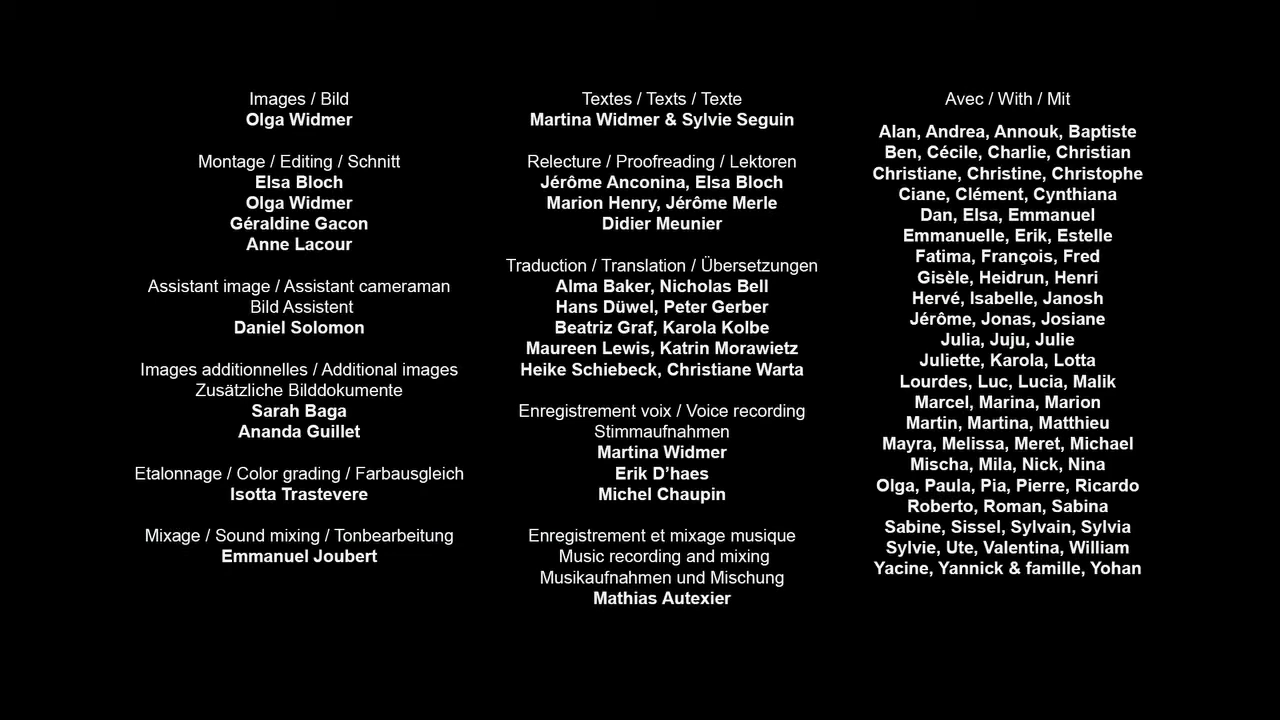 Images / Bild
Olga Widmer
Montage / Editing / Schnitt
Elsa Bloch
Olga Widmer
Géraldine Gacon
Anne Lacour
Assistant image / Assistant cameraman
Bild Assistent
Daniel Solomon
Images additionnelles / Additional images
Zusätzliche Bilddokumente
Sarah Baga
Ananda Guillet
Etalonnage / Color grading / Farbausgleich
Isotta Trastevere
Mixage / Sound mixing / Tonbearbeitung
Emmanuel Joubert
Textes / Texts / Texte
Martina Widmer & Sylvie Seguin
Relecture / Proofreading / Lektoren
Jérôme Anconina, Elsa Bloch
Marion Henry, Jérôme Merle
Didier Meunier
Traduction / Translation / Übersetzungen
Alma Baker, Nicholas Bell
Hans Düwel, Peter Gerber
Beatriz Graf, Karola Kolbe
Maureen Lewis, Katrin Morawietz
Heike Schiebeck, Christiane Warta
Enregistrement voix / Voice recording
Stimmaufnahmen
Martina Widmer
Erik D’haes
Michel Chaupin
Enregistrement et mixage musique
Music recording and mixing
Musikaufnahmen und Mischung
Mathias Autexier
Avec / With / Mit
Alan, Andrea, Annouk, Baptiste
Ben, Cécile, Charlie, Christian
Christiane, Christine, Christophe
Ciane, Clément, Cynthiana
Dan, Elsa, Emmanuel
Emmanuelle, Erik, Estelle
Fatima, François, Fred
Gisèle, Heidrun, Henri
Hervé, Isabelle, Janosh
Jérôme, Jonas, Josiane
Julia, Juju, Julie
Juliette, Karola, Lotta
Lourdes, Luc, Lucia, Malik
Marcel, Marina, Marion
Martin, Martina, Matthieu
Mayra, Melissa, Meret, Michael
Mischa, Mila, Nick, Nina
Olga, Paula, Pia, Pierre, Ricardo
Roberto, Roman, Sabina
Sabine, Sissel, Sylvain, Sylvia
Sylvie, Ute, Valentina, William
Yacine, Yannick & famille, Yohan